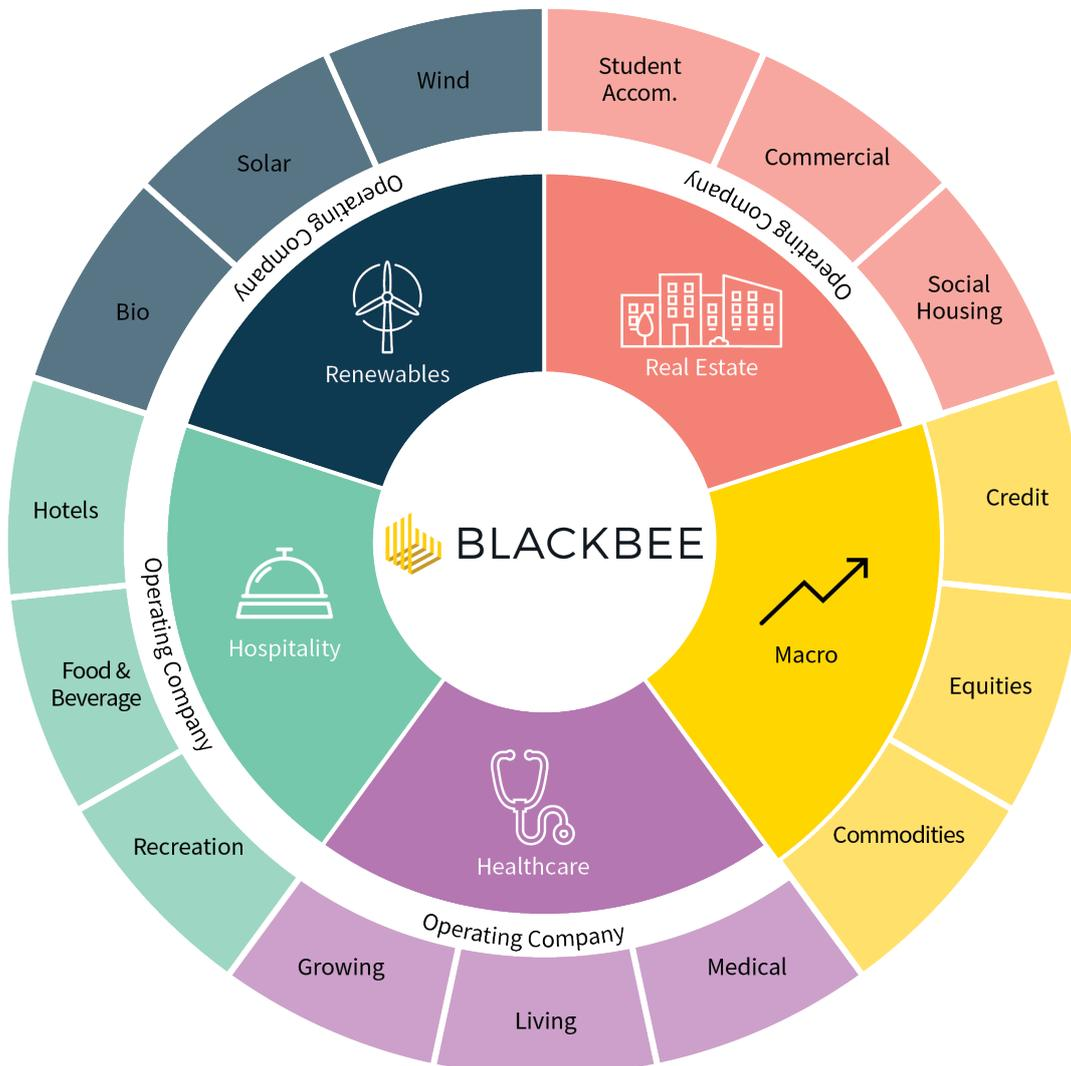 Wind
Student
Accom.
Solar
Commercial
Operating Company
Operating Company
Bio
Social
Housing
Renewables
Real Estate
Hotels
Credit
BLACKBEE
Operating Company
Hospitality
Macro
Food &
Beverage
Equities
Recreation
Commodities
Healthcare
Operating Company
Growing
Medical
Living